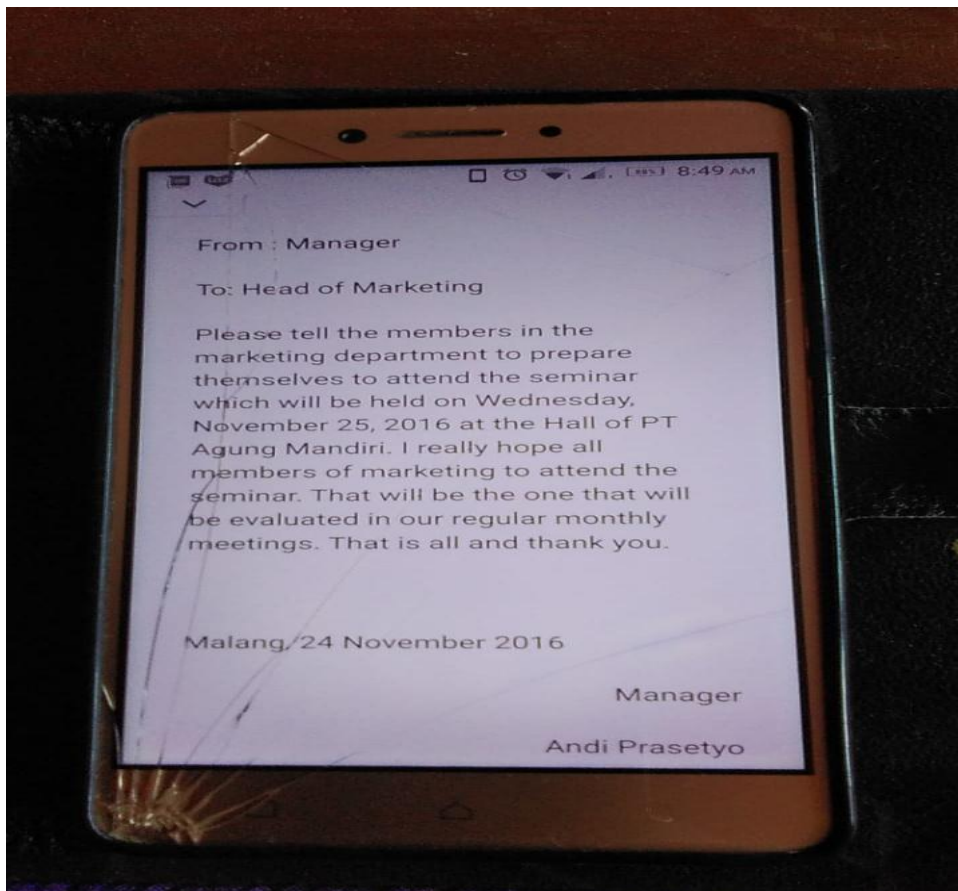 8:49 AM
From : Manager
To: Head of Marketing
Please tell the members in the
marketing department to prepare
themselves to attend the seminar
which will be held on Wednesday,
November 25, 2016 at the Hall of PT
Agung Mandiri. I really hope all
members of marketing to attend the
seminar. That will be the one that will
be evaluated in our regular monthly
meetings. That is all and thank you.
Malang, 24 November 2016
Manager
Andi Prasetyo